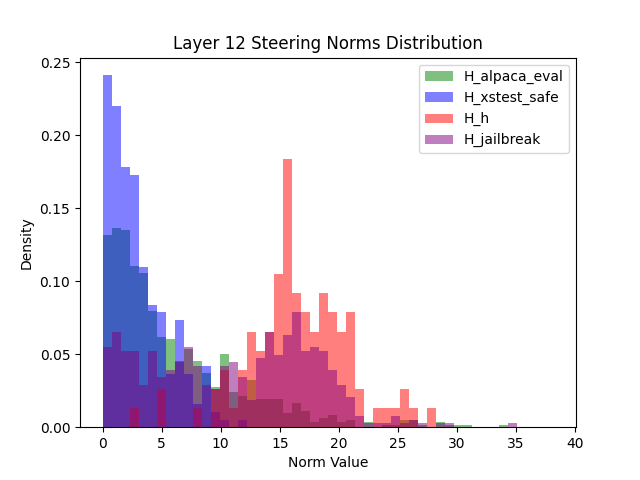 Layer 12 Steering Norms Distribution
H_alpaca_eval
H_xstest_safe
H_h
H_jailbreak
0.25
0.20
0.15
0.10
0.05
0.00
Density
0 5 10 15 20 25 30 35 40
Norm Value